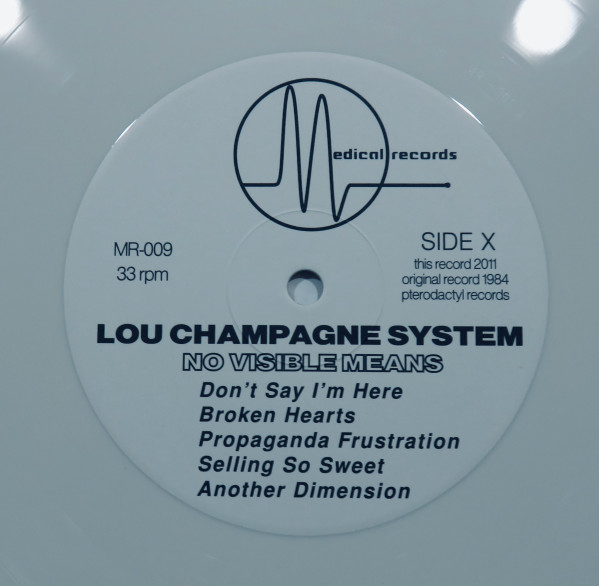 Medical records
MR-009
33 rpm
SIDE X
this record 2011
original record 1984
pterodactyl records
LOU CHAMPAGNE SYSTEM
NO VISIBLE MEANS
Don't Say I'm Here
Broken Hearts
Propaganda Frustration
Selling So Sweet
Another Dimension